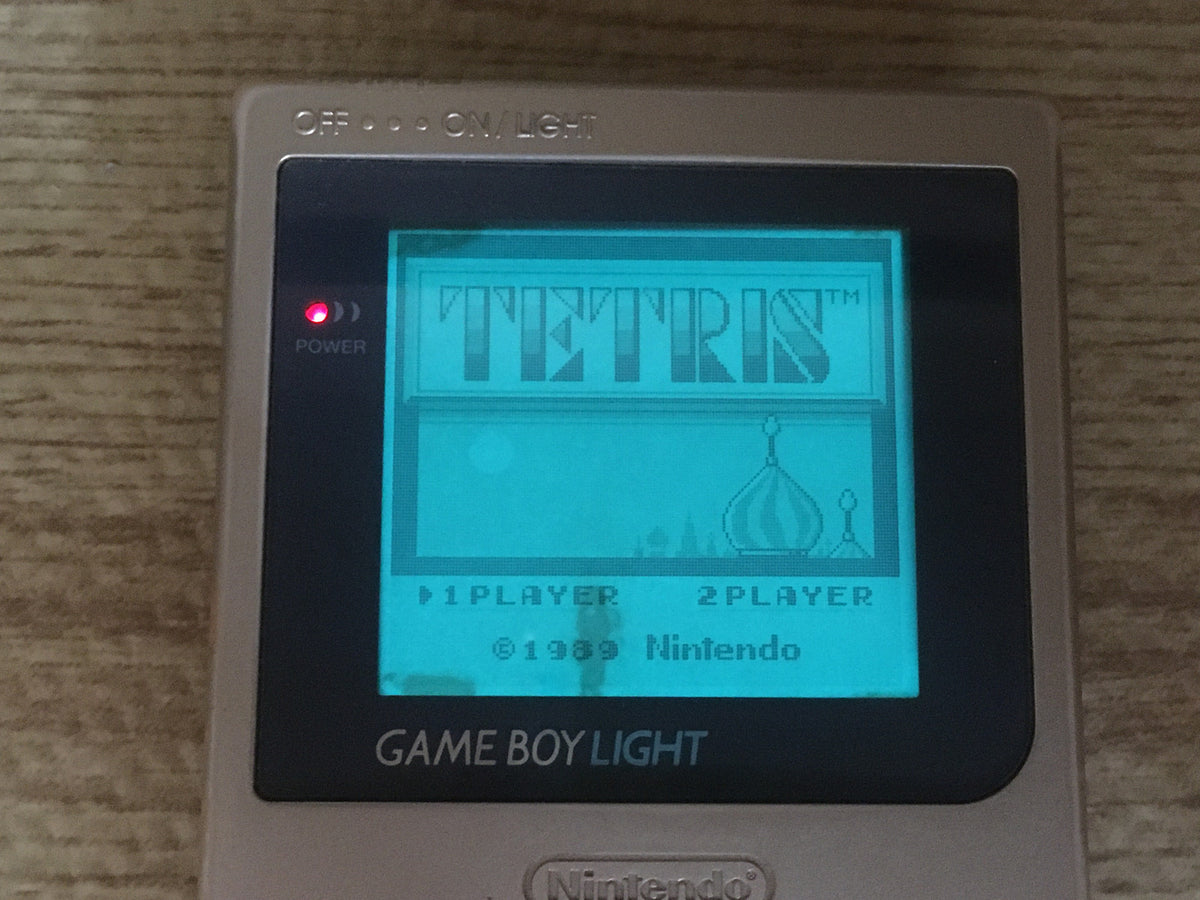 OFF • • • ON / LIGHT
POWER
TETRIS™
▶1PLAYER 2PLAYER
©1989 Nintendo
GAME BOY LIGHT
Nintendo®